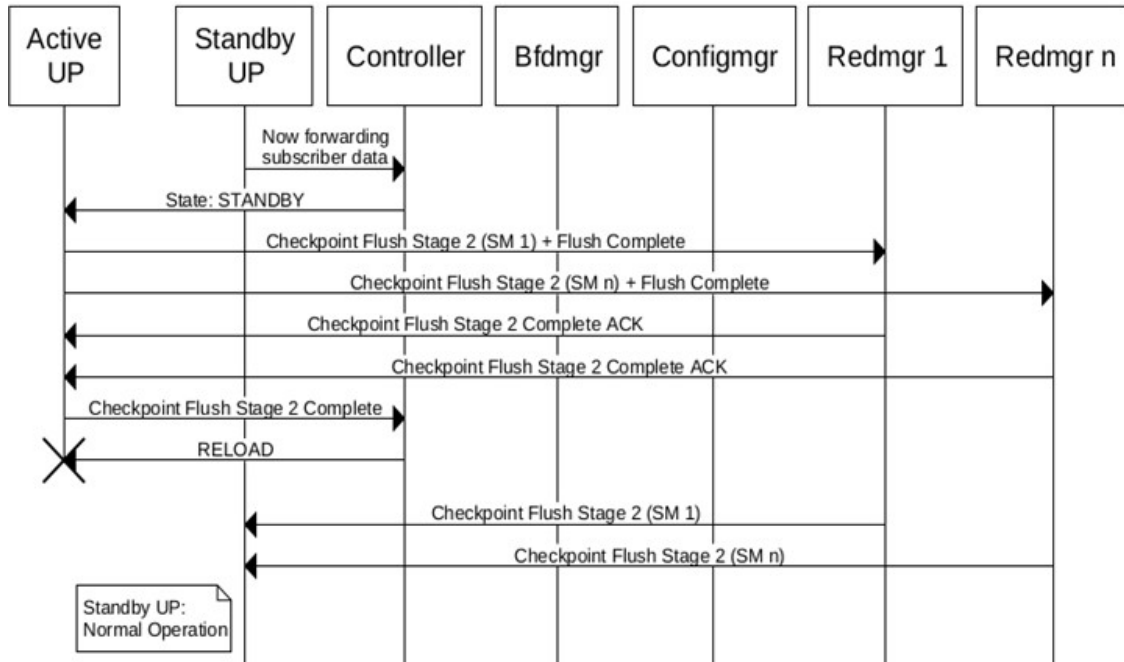 Active
UP
Standby
UP
Controller
Bfdmgr
Configmgr
Redmgr 1
Redmgr n
Now forwarding
subscriber data
State: STANDBY
Checkpoint Flush Stage 2 (SM 1) + Flush Complete
Checkpoint Flush Stage 2 (SM n) + Flush Complete
Checkpoint Flush Stage 2 Complete ACK
Checkpoint Flush Stage 2 Complete ACK
Checkpoint Flush Stage 2 Complete
RELOAD
Checkpoint Flush Stage 2 (SM 1)
Checkpoint Flush Stage 2 (SM n)
Standby UP:
Normal Operation